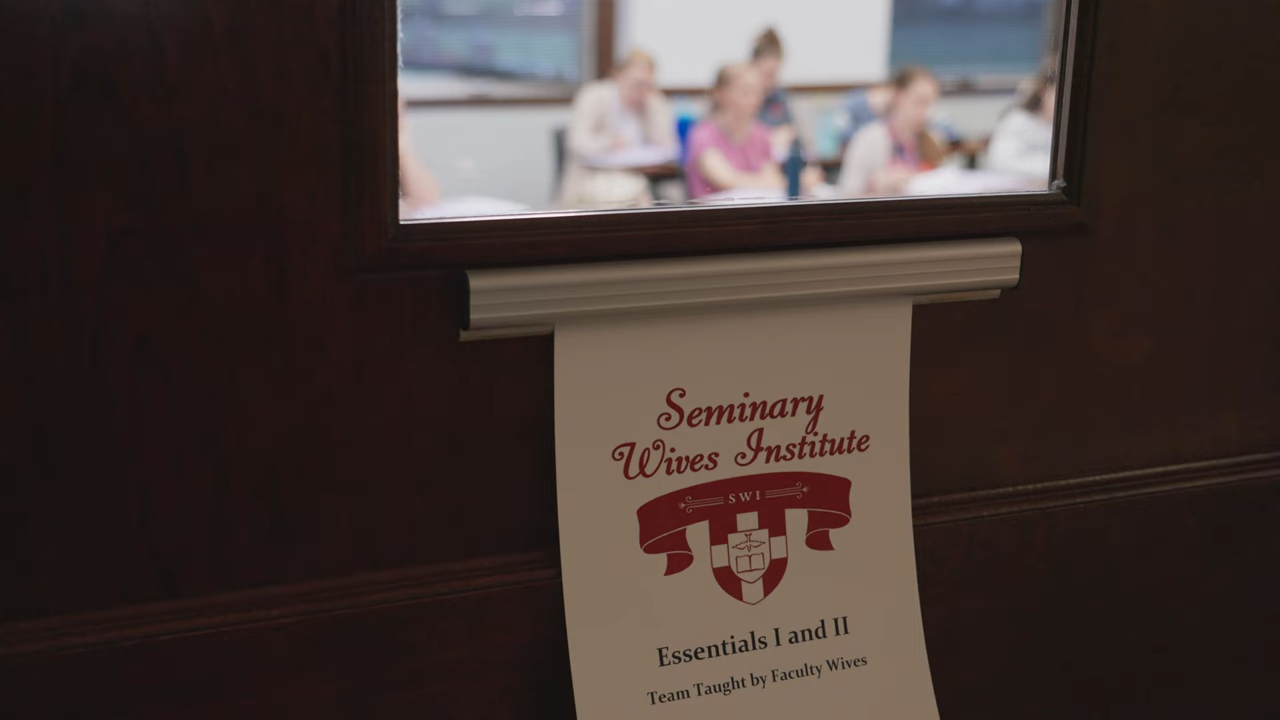 Seminary
Wives Institute
SWI
Essentials I and II
Team Taught by Faculty Wives